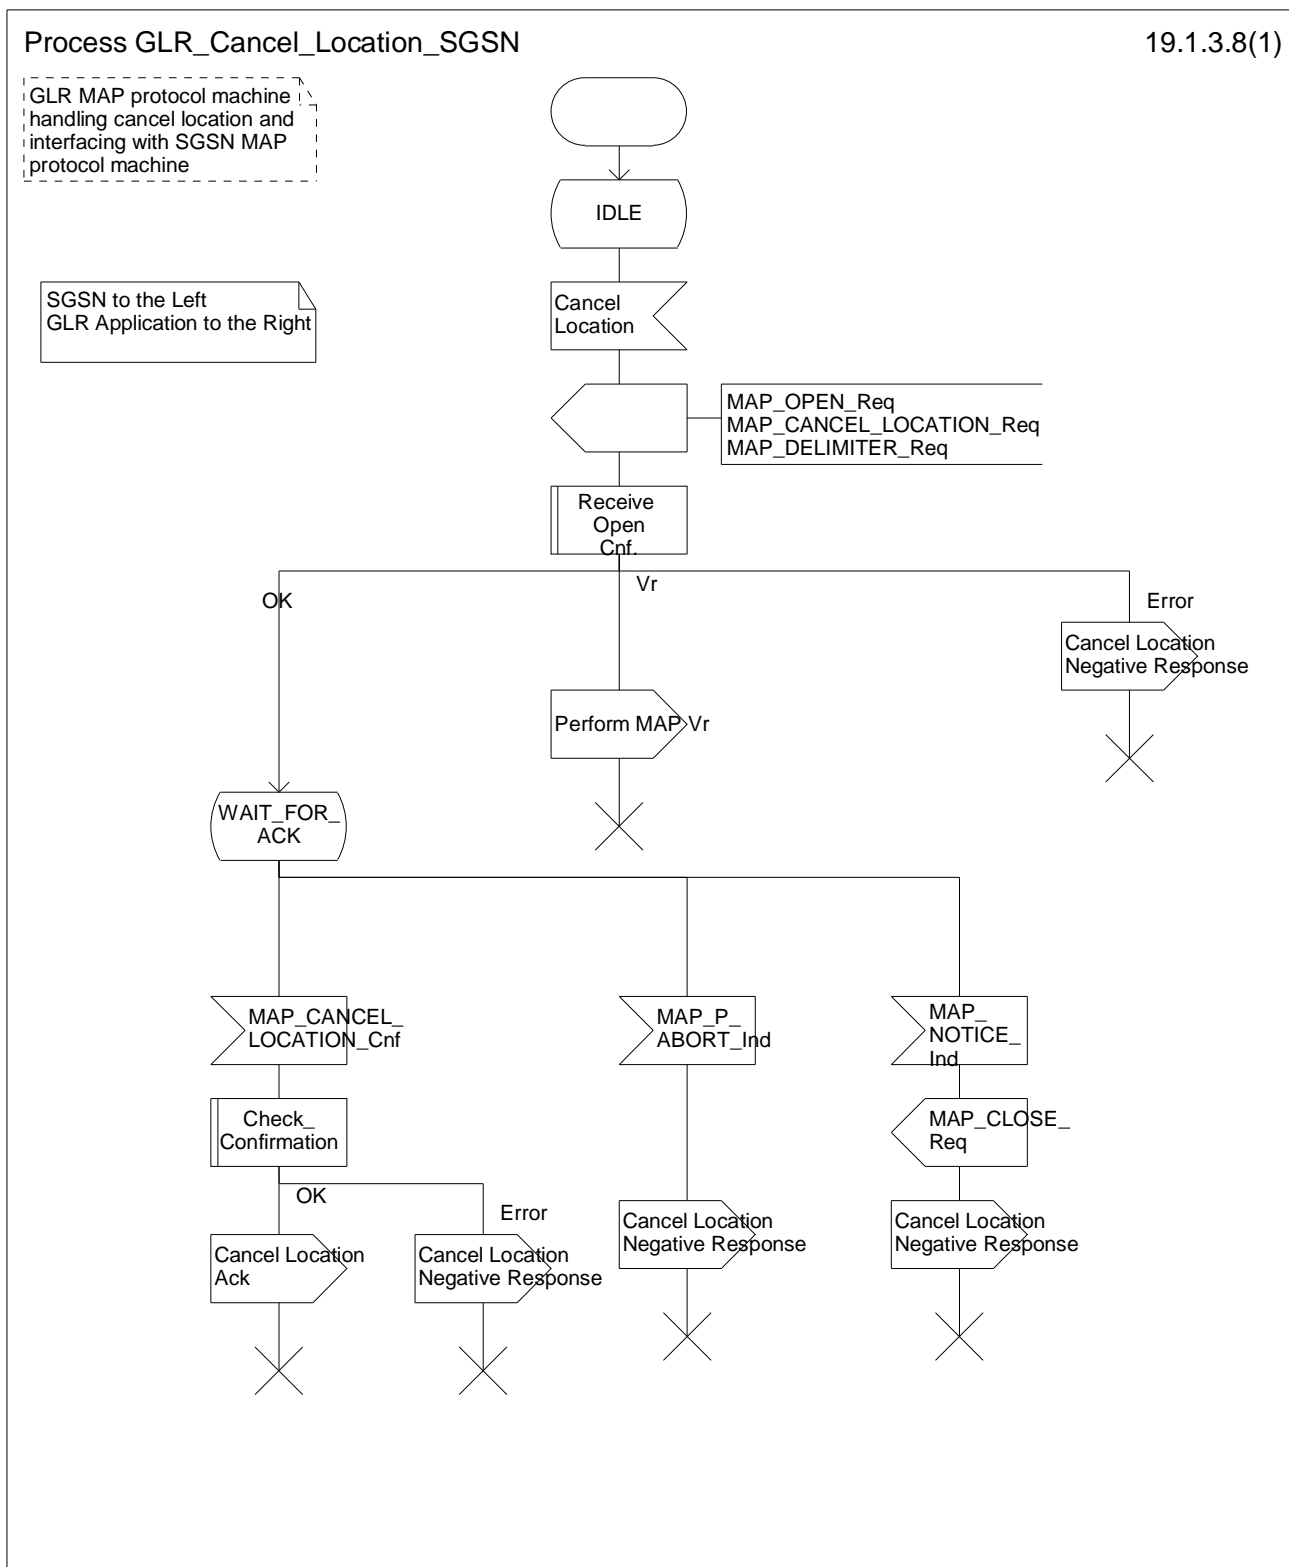 Process GLR_Cancel_Location_SGSN
19.1.3.8(1)
GLR MAP protocol machine
handling cancel location and
interfacing with SGSN MAP
protocol machine
IDLE
SGSN to the Left
GLR Application to the Right
Cancel
Location
MAP_OPEN_Req
MAP_CANCEL_LOCATION_Req
MAP_DELIMITER_Req
Receive
Open
Cnf.
OK
Vr
Error
Cancel Location
Negative Response
Perform MAP Vr
WAIT_FOR_
ACK
MAP_CANCEL_
LOCATION_Cnf
MAP_P_
ABORT_Ind
MAP_
NOTICE_
Ind
Check_
Confirmation
MAP_CLOSE_
Req
OK
Error
Cancel Location
Ack
Cancel Location
Negative Response
Cancel Location
Negative Response
Cancel Location
Negative Response